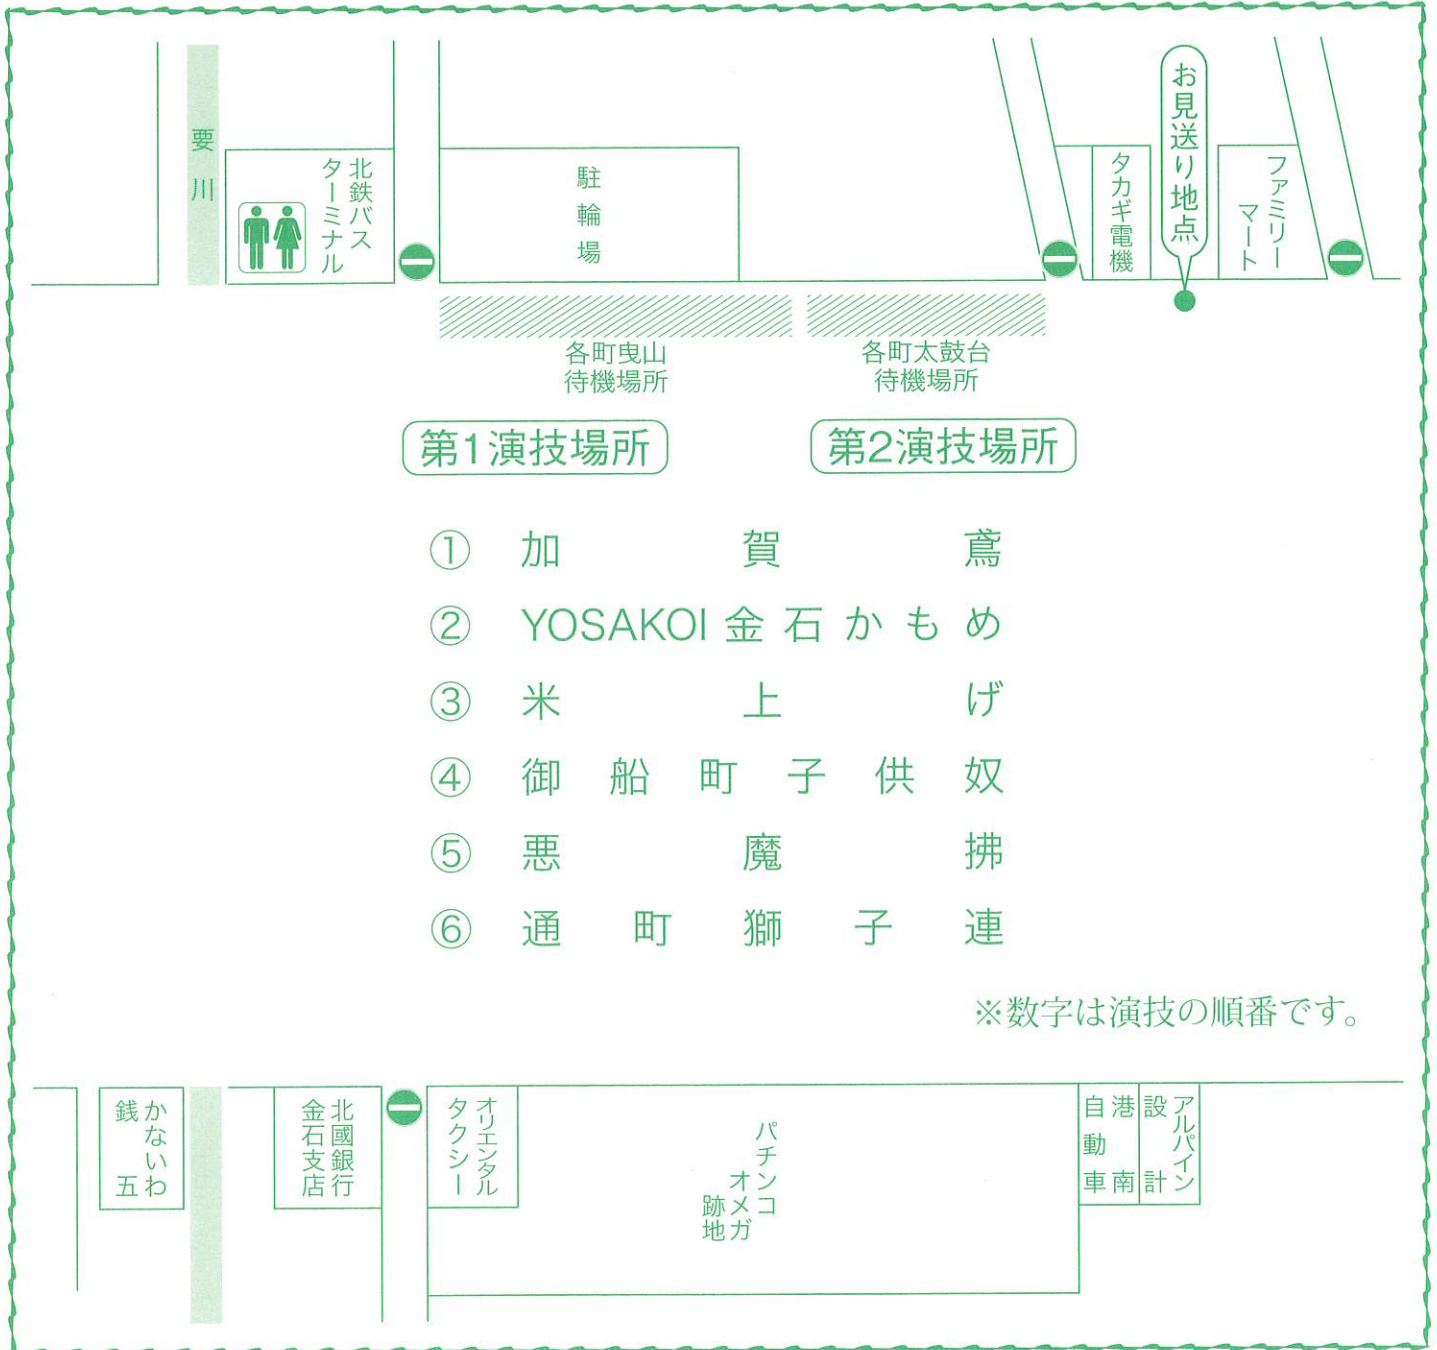 要川
北鉄バス
ターミナル
駐輪場
タカギ電機
お見送り地点
ファミリー
マート
各町曳山
待機場所
各町太鼓台
待機場所
第1演技場所
第2演技場所
① 加賀鳶
② YOSAKOI金石かもめ
③ 米上げ
④ 御船町子供奴
⑤ 悪魔拂
⑥ 通町獅子連
※数字は演技の順番です。
かないわ
銭五
北國銀行
金石支店
オリエンタル
タクシー
パチンコ
オメガ
跡地
港南
自動車
アルパイン
設計